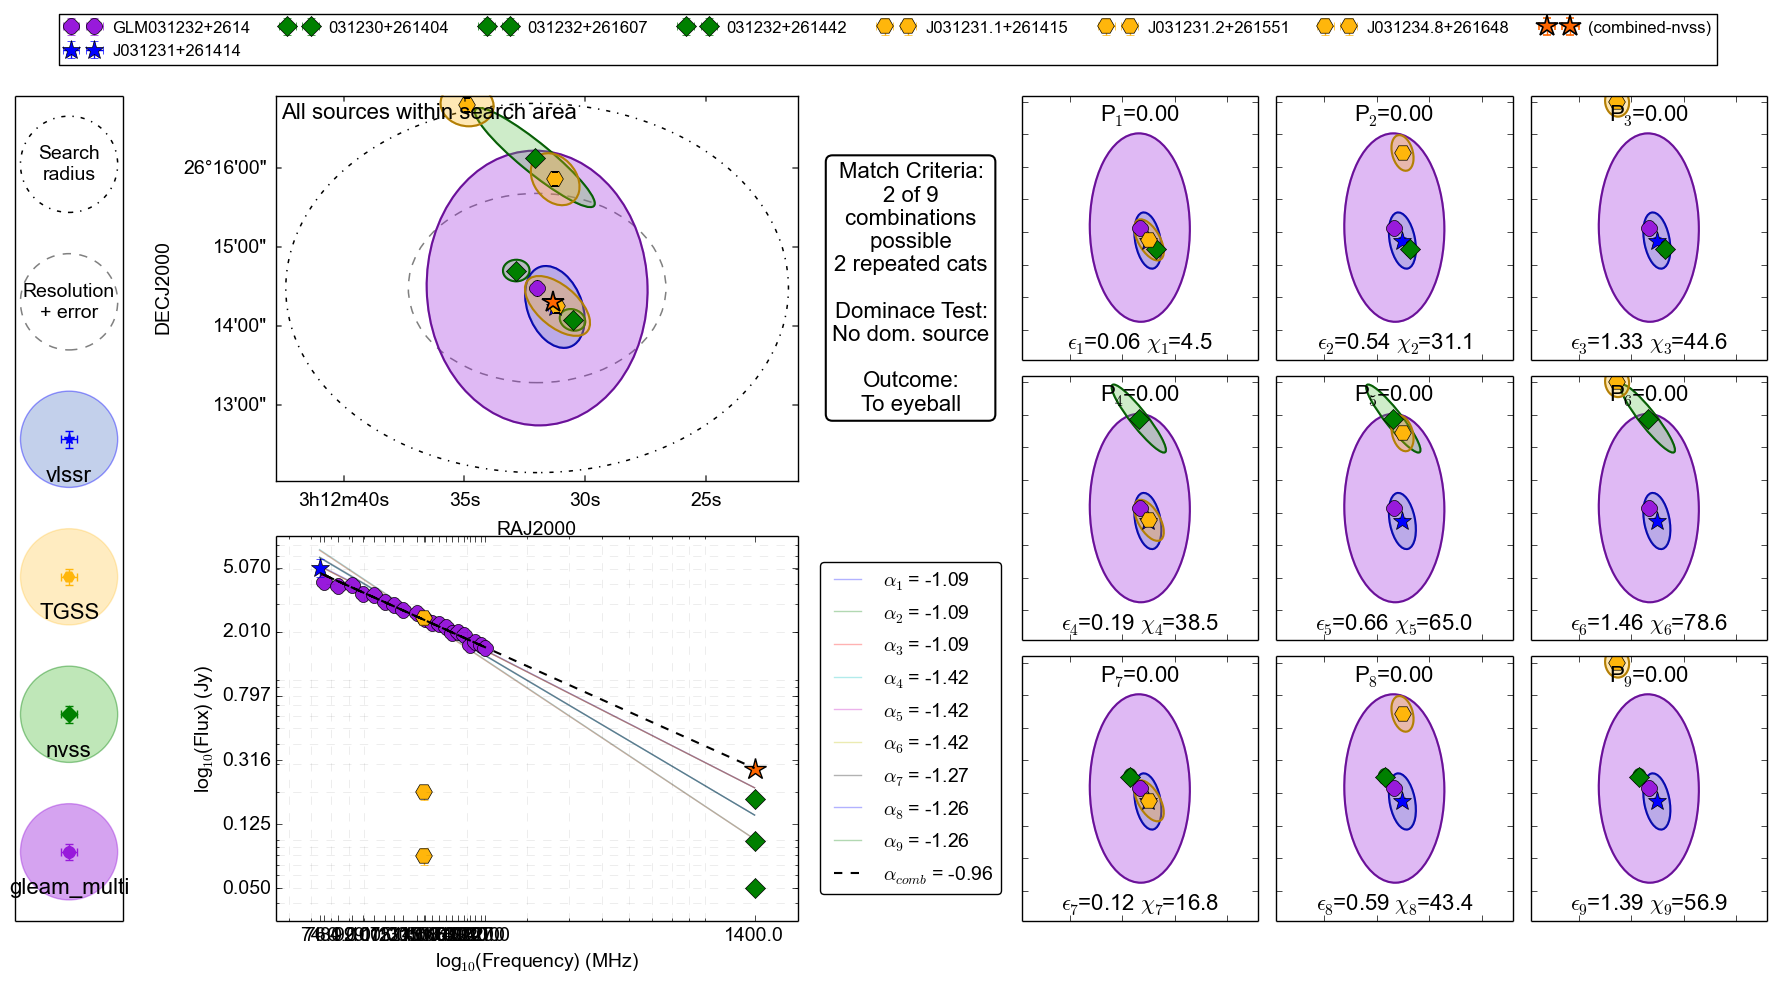 GLM031232+2614 031230+261404 031232+261607 031232+261442 J031231.1+261415 J031231.2+261551 J031234.8+261648 (combined-nvss)
J031231+261414
Search
radius
Resolution
+ error
vlssr
TGSS
nvss
gleam_multi
All sources within search area
26°16'00"
15'00"
14'00"
13'00"
DECJ2000
3h12m40s 35s 30s 25s
RAJ2000
Match Criteria:
2 of 9
combinations
possible
2 repeated cats
Dominace Test:
No dom. source
Outcome:
To eyeball
5.070
2.010
0.797
0.316
0.125
0.050
log10(Flux) (Jy)
1400.0
log10(Frequency) (MHz)
α1 = -1.09
α2 = -1.09
α3 = -1.09
α4 = -1.42
α5 = -1.42
α6 = -1.42
α7 = -1.27
α8 = -1.26
α9 = -1.26
αcomb = -0.96
P1=0.00 P2=0.00 P3=0.00
ϵ1=0.06 χ1=4.5 ϵ2=0.54 χ2=31.1 ϵ3=1.33 χ3=44.6
P4=0.00 P5=0.00 P6=0.00
ϵ4=0.19 χ4=38.5 ϵ5=0.66 χ5=65.0 ϵ6=1.46 χ6=78.6
P7=0.00 P8=0.00 P9=0.00
ϵ7=0.12 χ7=16.8 ϵ8=0.59 χ8=43.4 ϵ9=1.39 χ9=56.9